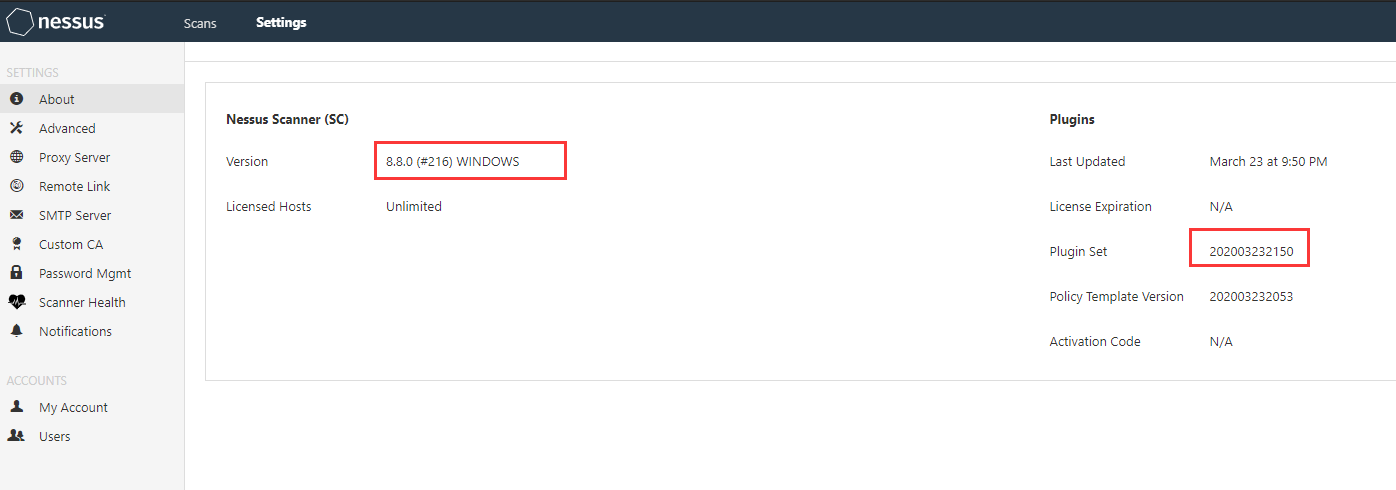 nessus
Scans
Settings
SETTINGS
About
Advanced
Proxy Server
Remote Link
SMTP Server
Custom CA
Password Mgmt
Scanner Health
Notifications
ACCOUNTS
My Account
Users
Nessus Scanner (SC)
Version 8.8.0 (#216) WINDOWS
Licensed Hosts Unlimited
Plugins
Last Updated March 23 at 9:50 PM
License Expiration N/A
Plugin Set 202003232150
Policy Template Version 202003232053
Activation Code N/A